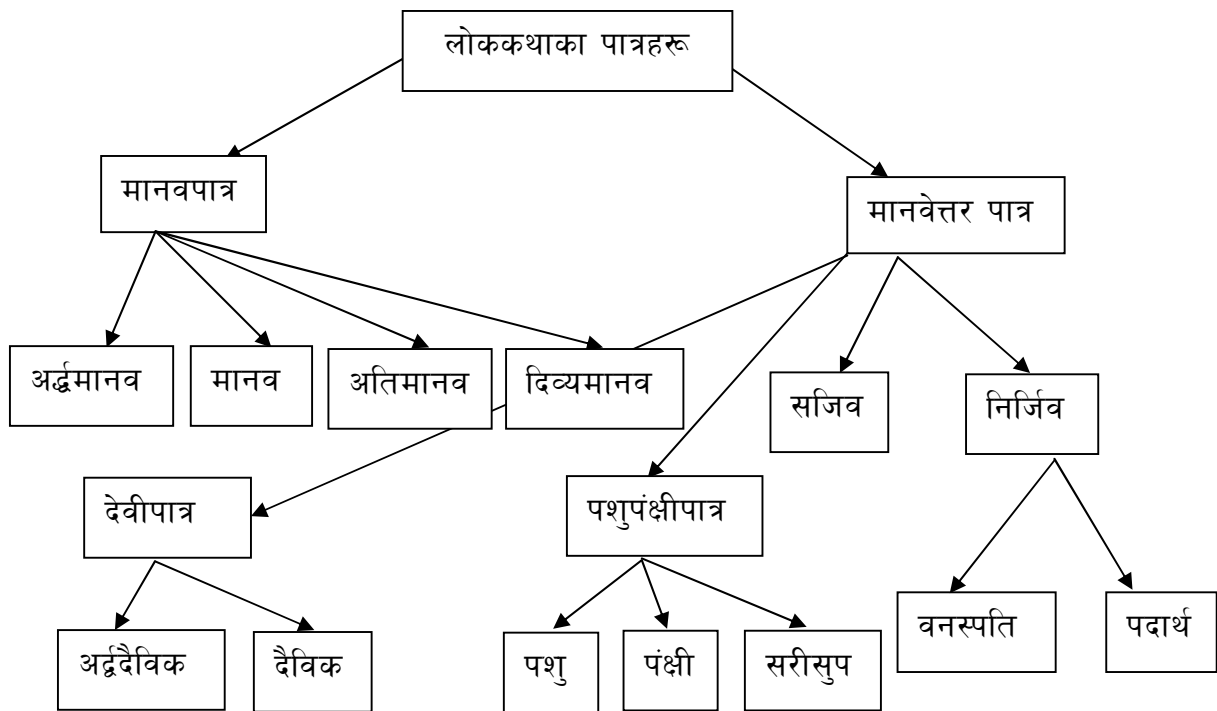 लोककथाका पात्रहरू
मानवपात्र
मानवेत्तर पात्र
अर्द्धमानव
मानव
अतिमानव
दिव्यमानव
सजिव
निर्जिव
देवीपात्र
पशुपंक्षीपात्र
वनस्पति
पदार्थ
अर्द्वदैविक
दैविक
पशु
पंक्षी
सरीसुप